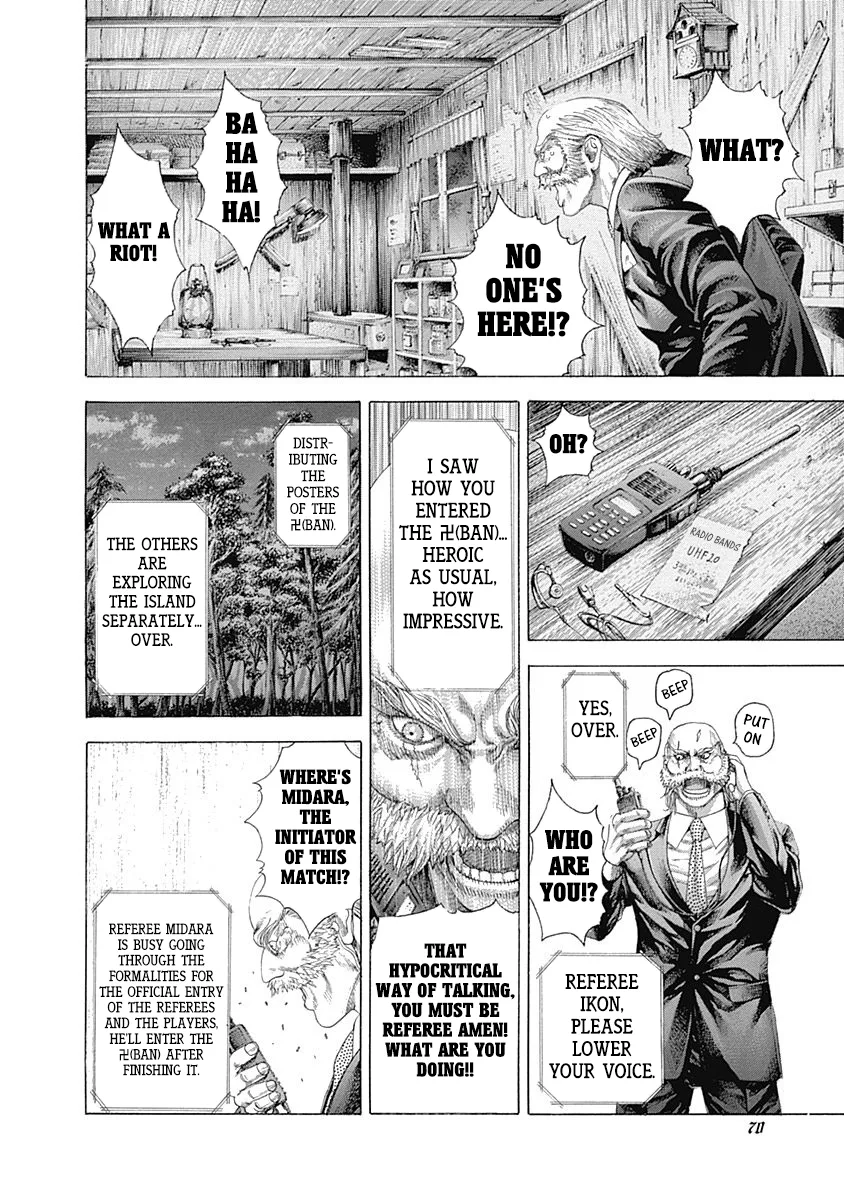 WHAT?
NO
ONE'S
HERE!?
BA
HA
HA
HA!
WHAT A
RIOT!
OH?
RADIO BANDS
UHF20
BEEP
BEEP
PUT
ON
YES,
OVER.
WHO
ARE
YOU!?
REFEREE
IKON,
PLEASE
LOWER
YOUR VOICE.
I SAW
HOW YOU
ENTERED
THE 卍(BAN)...
HEROIC
AS USUAL,
HOW
IMPRESSIVE.
THAT
HYPOCRITICAL
WAY OF TALKING,
YOU MUST BE
REFEREE AMEN!
WHAT ARE YOU
DOING!!
DISTR-
IBUTING
THE
POSTERS
OF THE
卍(BAN).
THE OTHERS
ARE
EXPLORING
THE ISLAND
SEPARATELY...
OVER.
WHERE'S
MIDARA,
THE
INITIATOR
OF THIS
MATCH!?
REFEREE MIDARA
IS BUSY GOING
THROUGH THE
FORMALITIES FOR
THE OFFICIAL ENTRY
OF THE REFEREES
AND THE PLAYERS,
HE'LL ENTER THE
卍(BAN) AFTER
FINISHING IT.
70